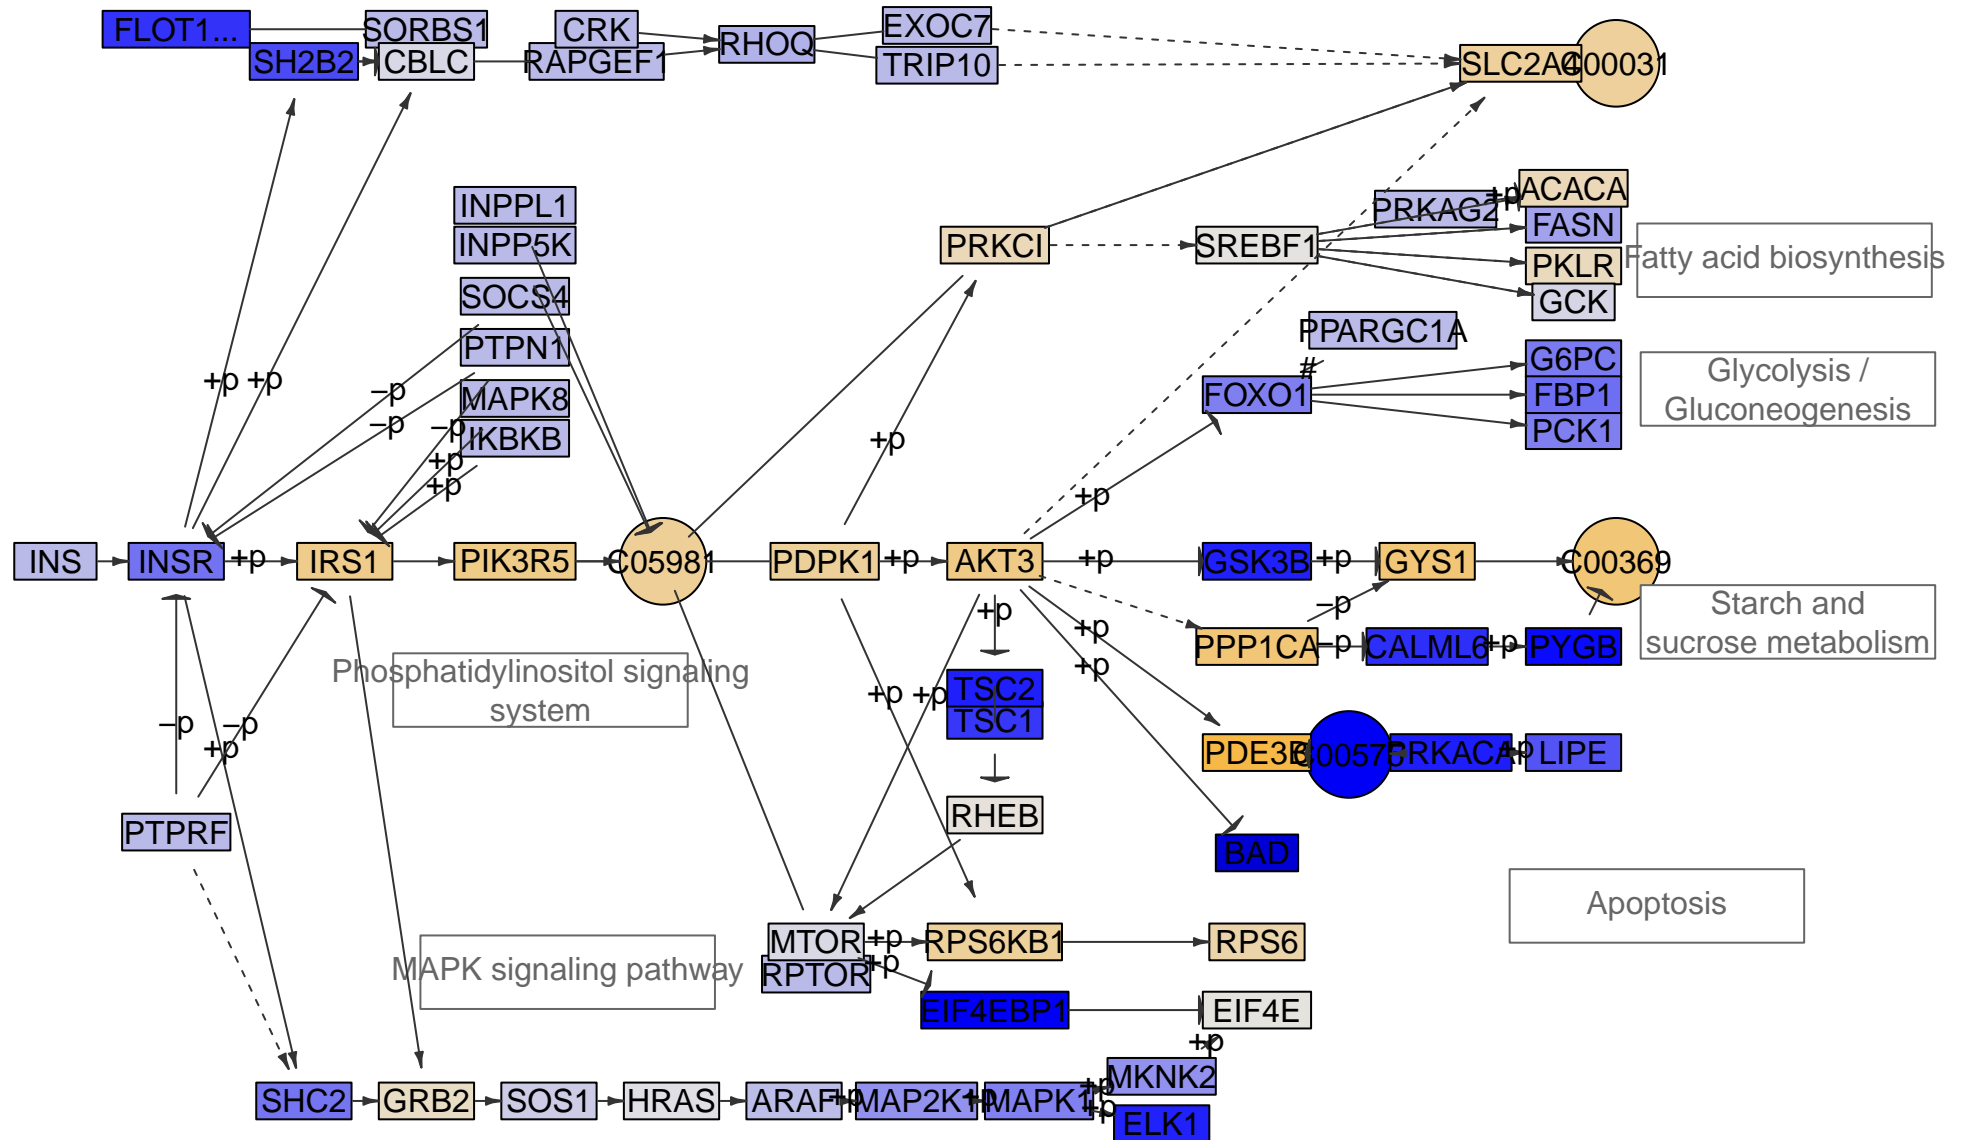 FLOT1...
SORBS1
CRK
EXOC7
RHOQ
SH2B2
CBLC
RAPGEF1
TRIP10
SLC2A4
C00031
INPPL1
INPP5K
SOCS4
PTPN1
MAPK8
IKBKB
PRKCI
SREBF1
PRKAG2
+p
ACACA
FASN
PKLR
GCK
Fatty acid biosynthesis
PPARGC1A
#
FOXO1
G6PC
FBP1
PCK1
Glycolysis /
Gluconeogenesis
+p
+p
−p
−p
−p
+p
+p
+p
+p
INS
INSR
+p
IRS1
PIK3R5
C05981
PDPK1
+p
AKT3
+p
GSK3B
+p
GYS1
C00369
+p
−p
+p
+p
PPP1CA
−p
CALML6
+p
PYGB
Starch and
sucrose metabolism
Phosphatidylinositol signaling
system
+p
+p
TSC2
TSC1
−p
+p
−p
PDE3B
C00575
PRKACA
+p
LIPE
PTPRF
RHEB
BAD
Apoptosis
MAPK signaling pathway
MTOR
RPTOR
+p
+p
RPS6KB1
RPS6
EIF4EBP1
EIF4E
+p
SHC2
GRB2
SOS1
HRAS
ARAF
+p
MAP2K1
+p
MAPK1
+p
+p
MKNK2
ELK1